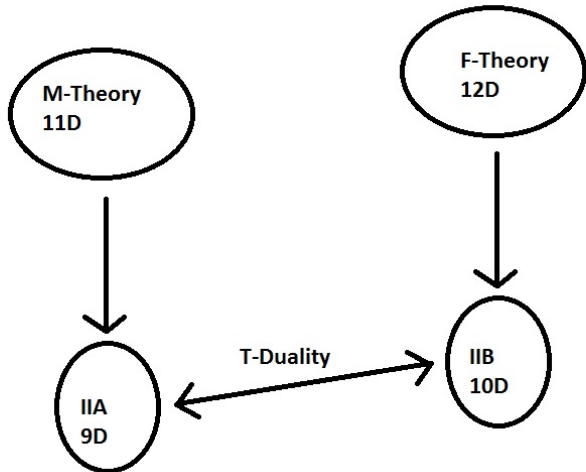 M-Theory
11D
F-Theory
12D
T-Duality
IIA
9D
IIB
10D